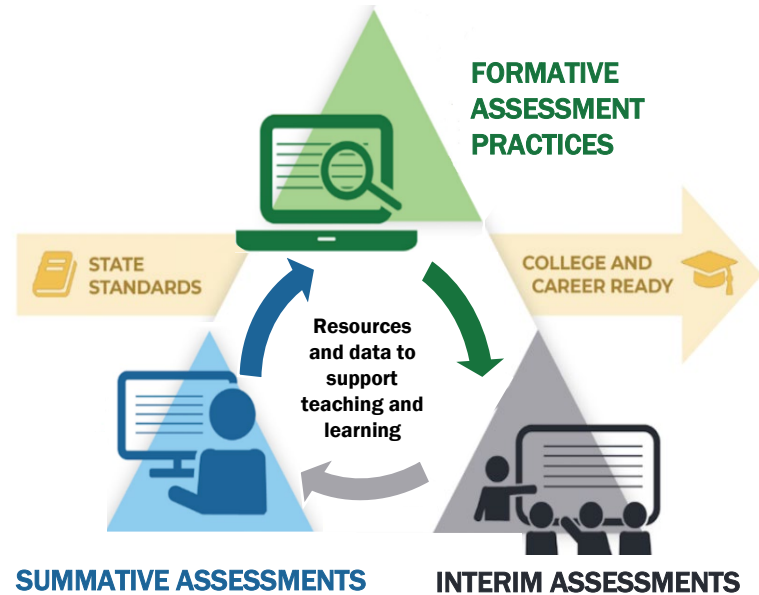 FORMATIVE
ASSESSMENT
PRACTICES
STATE
STANDARDS
COLLEGE AND
CAREER READY
Resources
and data to
support
teaching and
learning
SUMMATIVE ASSESSMENTS
INTERIM ASSESSMENTS